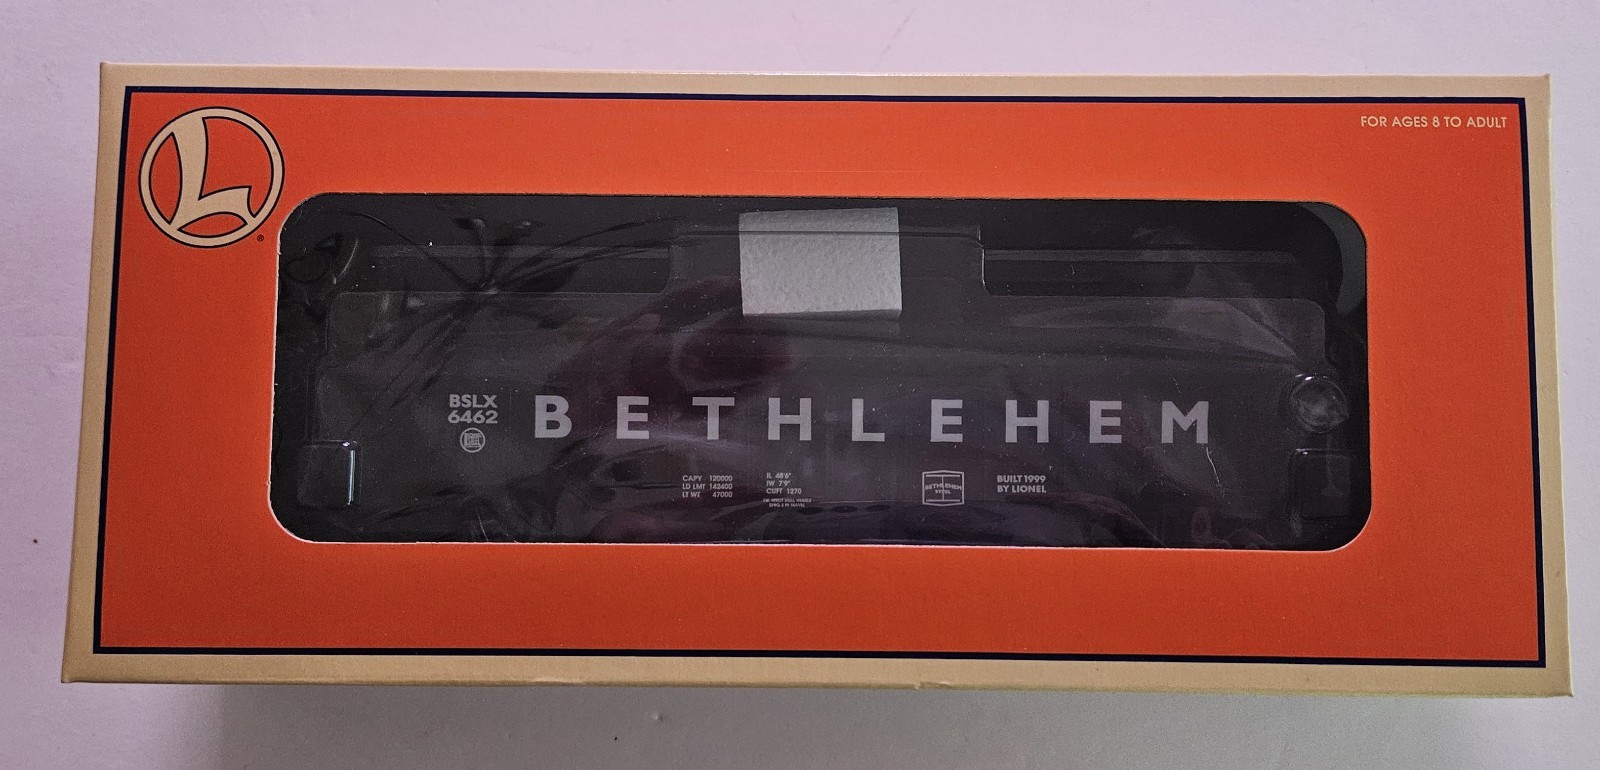 L
®
FOR AGES 8 TO ADULT
BSLX
6462
BETHLEHEM
CAPY 120000
LD LMT 142400
LT WT 47000
IL 48'6"
IW 7'9"
CUFT 1270
BETHLEHEM
STEEL
BUILT 1999
BY LIONEL